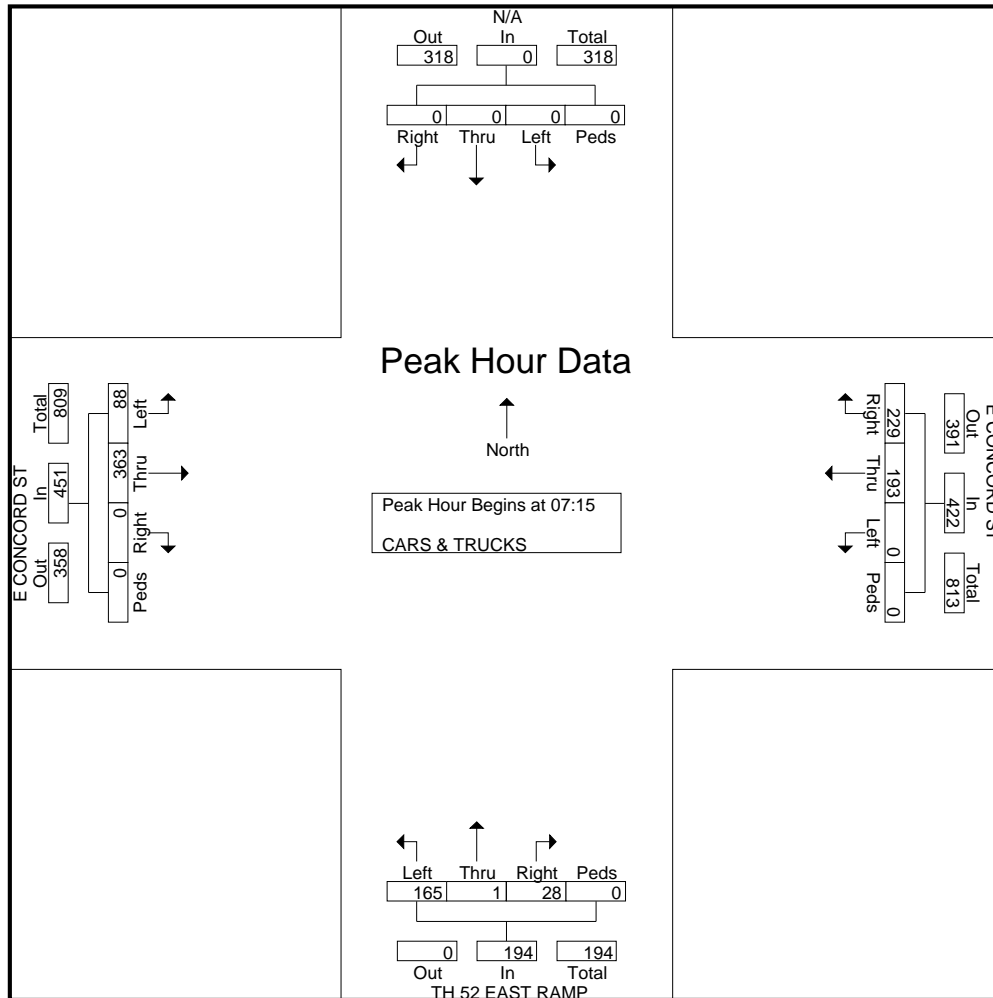 N/A
Out In Total
318 0 318
0 0 0 0
Right Thru Left Peds
Peak Hour Data
North
Peak Hour Begins at 07:15
CARS & TRUCKS
E CONCORD ST
Out In Total
358 451 809
88 363 0 0
Left Thru Right Peds
E CONCORD ST
Out In Total
391 422 813
229 193 0 0
Right Thru Left Peds
Left Thru Right Peds
165 1 28 0
0 194 194
Out In Total
TH 52 EAST RAMP